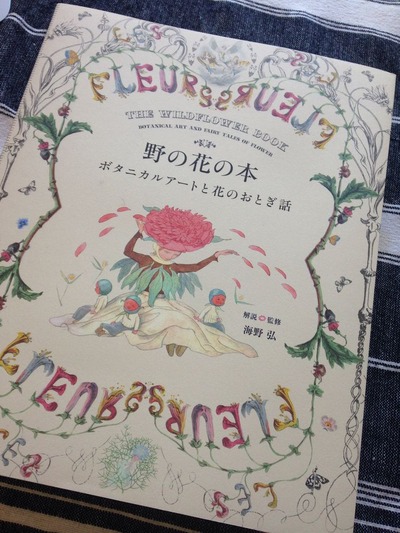 LES
FLEURS
THE WILDFLOWER BOOK
BOTANICAL ART AND FAIRY TALES OF FLOWER
野の花の本
ボタニカルアートと花のおとぎ話
解説 監修
海野 弘
FLEURS
LES